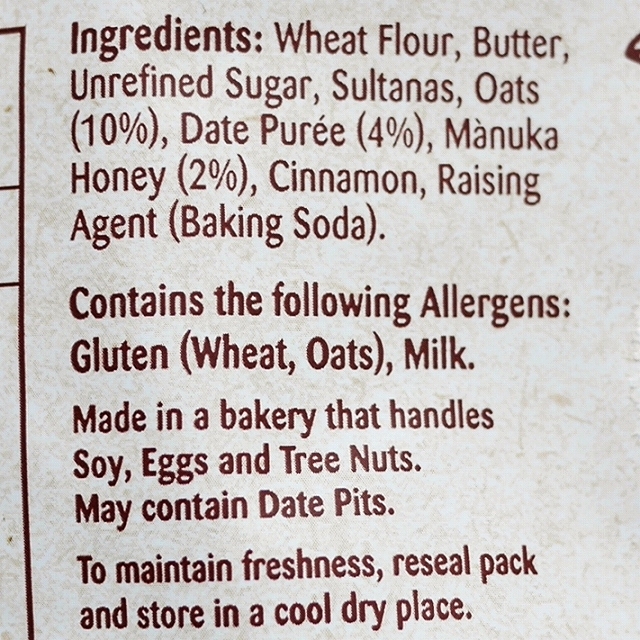 Ingredients: Wheat Flour, Butter,
Unrefined Sugar, Sultanas, Oats
(10%), Date Purée (4%), Mànuka
Honey (2%), Cinnamon, Raising
Agent (Baking Soda).
Contains the following Allergens:
Gluten (Wheat, Oats), Milk.
Made in a bakery that handles
Soy, Eggs and Tree Nuts.
May contain Date Pits.
To maintain freshness, reseal pack
and store in a cool dry place.